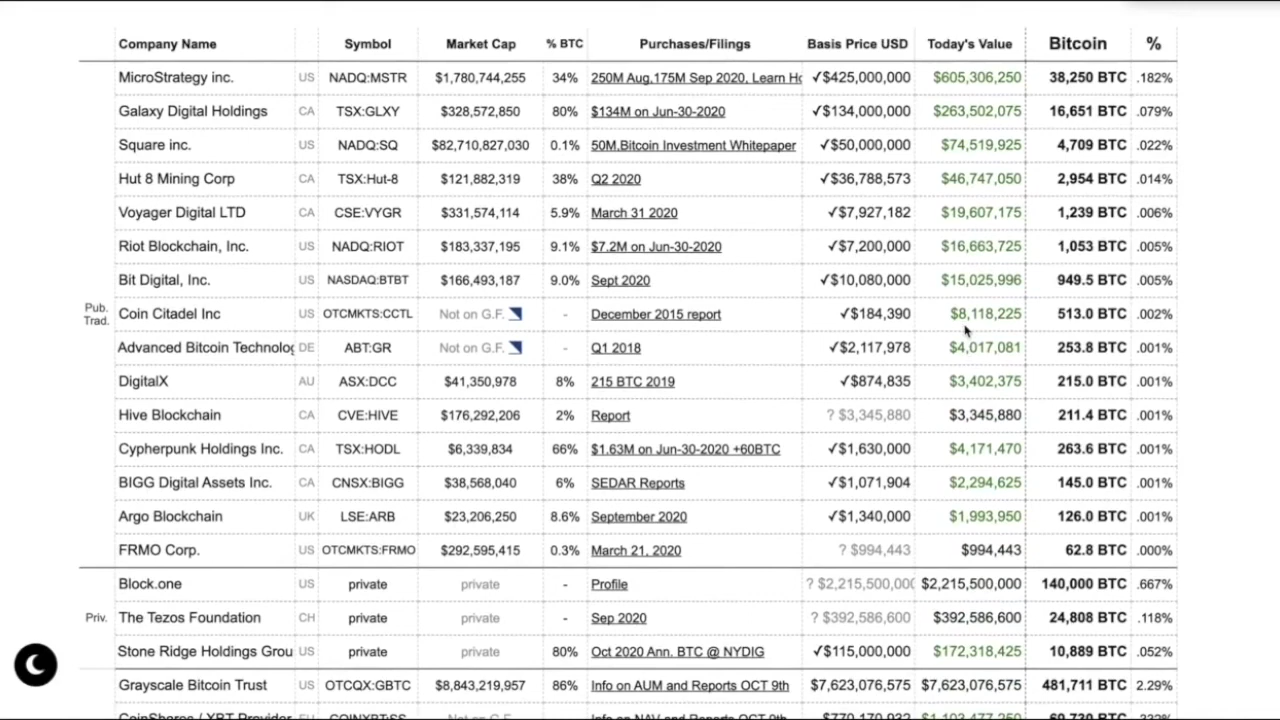 Company Name Symbol Market Cap % BTC Purchases/Filings Basis Price USD Today's Value Bitcoin %
MicroStrategy inc. US NADQ:MSTR $1,780,744,255 34% 250M Aug,175M Sep 2020, Learn Ho ✓$425,000,000 $605,306,250 38,250 BTC .182%
Galaxy Digital Holdings CA TSX:GLXY $328,572,850 80% $134M on Jun-30-2020 ✓$134,000,000 $263,502,075 16,651 BTC .079%
Square inc. US NADQ:SQ $82,710,827,030 0.1% 50M,Bitcoin Investment Whitepaper ✓$50,000,000 $74,519,925 4,709 BTC .022%
Hut 8 Mining Corp CA TSX:Hut-8 $121,882,319 38% Q2 2020 ✓$36,788,573 $46,747,050 2,954 BTC .014%
Voyager Digital LTD CA CSE:VYGR $331,574,114 5.9% March 31 2020 ✓$7,927,182 $19,607,175 1,239 BTC .006%
Riot Blockchain, Inc. US NADQ:RIOT $183,337,195 9.1% $7.2M on Jun-30-2020 ✓$7,200,000 $16,663,725 1,053 BTC .005%
Bit Digital, Inc. US NASDAQ:BTBT $166,493,187 9.0% Sept 2020 ✓$10,080,000 $15,025,996 949.5 BTC .005%
Pub. Trad. Coin Citadel Inc US OTCMKTS:CCTL Not on G.F. - December 2015 report ✓$184,390 $8,118,225 513.0 BTC .002%
Advanced Bitcoin Technolog DE ABT:GR Not on G.F. - Q1 2018 ✓$2,117,978 $4,017,081 253.8 BTC .001%
DigitalX AU ASX:DCC $41,350,978 8% 215 BTC 2019 ✓$874,835 $3,402,375 215.0 BTC .001%
Hive Blockchain CA CVE:HIVE $176,292,206 2% Report ? $3,345,880 $3,345,880 211.4 BTC .001%
Cypherpunk Holdings Inc. CA TSX:HODL $6,339,834 66% $1.63M on Jun-30-2020 +60BTC ✓$1,630,000 $4,171,470 263.6 BTC .001%
BIGG Digital Assets Inc. CA CNSX:BIGG $38,568,040 6% SEDAR Reports ✓$1,071,904 $2,294,625 145.0 BTC .001%
Argo Blockchain UK LSE:ARB $23,206,250 8.6% September 2020 ✓$1,340,000 $1,993,950 126.0 BTC .001%
FRMO Corp. US OTCMKTS:FRMO $292,595,415 0.3% March 21, 2020 ? $994,443 $994,443 62.8 BTC .000%
Block.one US private private - Profile ? $2,215,500,000 $2,215,500,000 140,000 BTC .667%
Priv. The Tezos Foundation CH private private - Sep 2020 ? $392,586,600 $392,586,600 24,808 BTC .118%
Stone Ridge Holdings Grou US private private 80% Oct 2020 Ann. BTC @ NYDIG ✓$115,000,000 $172,318,425 10,889 BTC .052%
Grayscale Bitcoin Trust US OTCQX:GBTC $8,843,219,957 86% Info on AUM and Reports OCT 9th $7,623,076,575 $7,623,076,575 481,711 BTC 2.29%